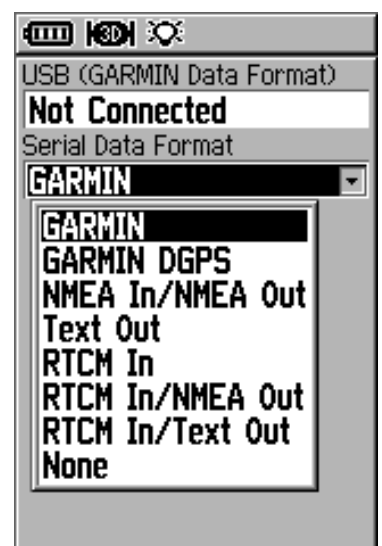 3D
USB (GARMIN Data Format)
Not Connected
Serial Data Format
GARMIN
GARMIN
GARMIN DGPS
NMEA In/NMEA Out
Text Out
RTCM In
RTCM In/NMEA Out
RTCM In/Text Out
None